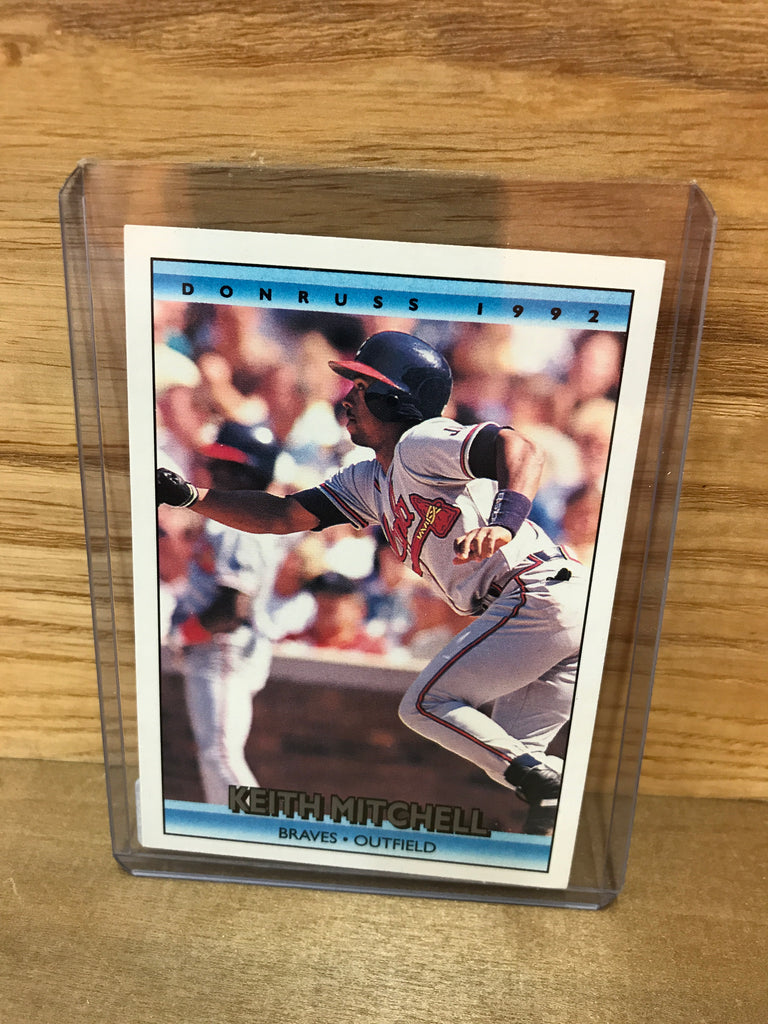 DONRUSS 1992
KEITH MITCHELL
BRAVES • OUTFIELD